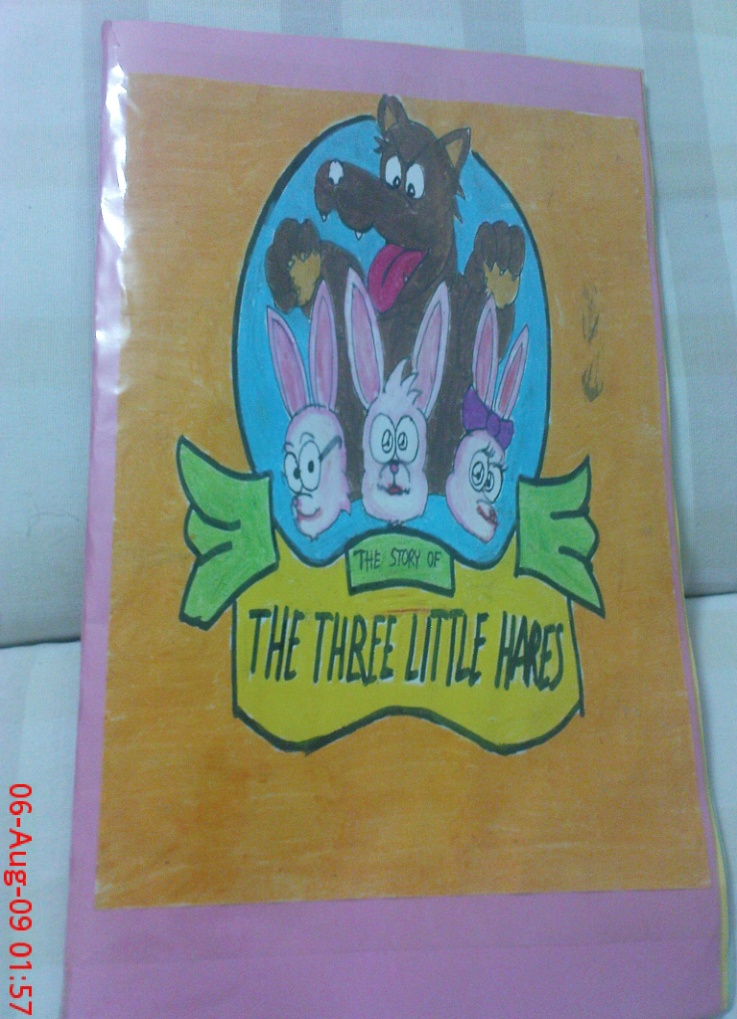 THE STORY OF
THE THREE LITTLE HARES
06-Aug-09 01:57